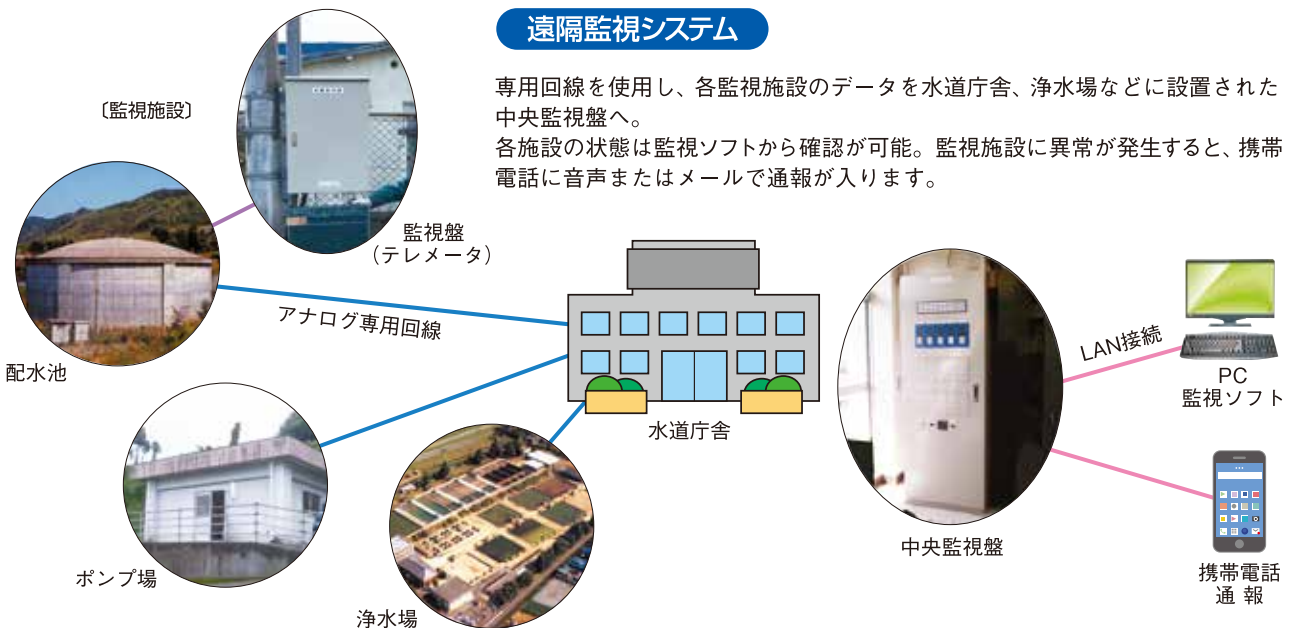 遠隔監視システム
専用回線を使用し、各監視施設のデータを水道庁舎、浄水場などに設置された
中央監視盤へ。
各施設の状態は監視ソフトから確認が可能。監視施設に異常が発生すると、携帯
電話に音声またはメールで通報が入ります。
〔監視施設〕
監視盤
（テレメータ）
アナログ専用回線
配水池
水道庁舎
LAN接続
PC
監視ソフト
中央監視盤
ポンプ場
浄水場
携帯電話
通 報